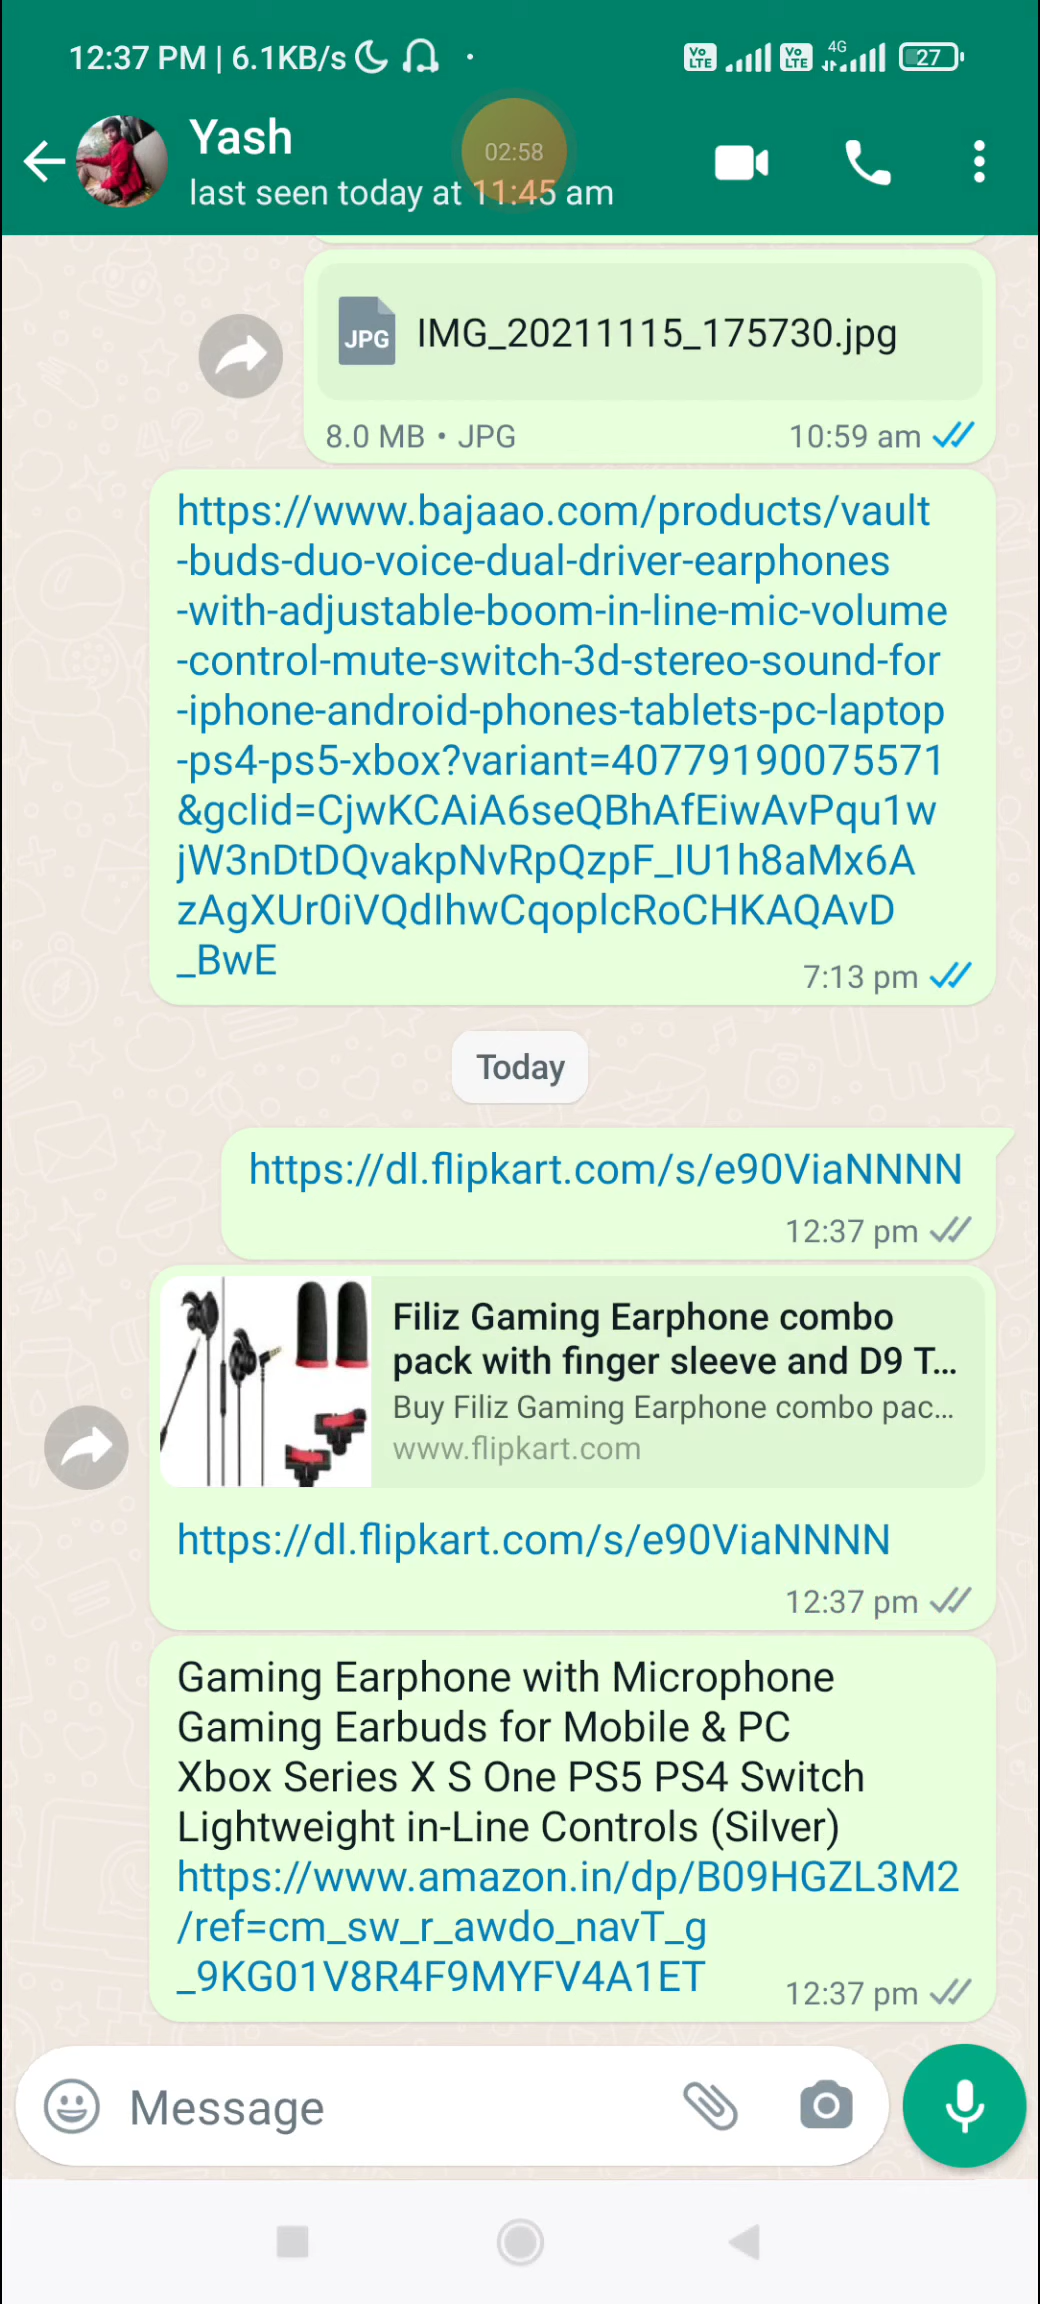 12:37 PM | 6.1KB/s
Vo LTE
Vo LTE
4G
27
Yash
02:58
last seen today at 11:45 am
JPG
IMG_20211115_175730.jpg
8.0 MB • JPG
10:59 am
https://www.bajaao.com/products/vault
-buds-duo-voice-dual-driver-earphones
-with-adjustable-boom-in-line-mic-volume
-control-mute-switch-3d-stereo-sound-for
-iphone-android-phones-tablets-pc-laptop
-ps4-ps5-xbox?variant=40779190075571
&gclid=CjwKCAiA6seQBhAfEiwAvPqu1w
jW3nDtDQvakpNvRpQzpF_IU1h8aMx6A
zAgXUr0iVQdIhwCqoplcRoCHKAQAvD
_BwE
7:13 pm
Today
https://dl.flipkart.com/s/e90ViaNNNN
12:37 pm
Filiz Gaming Earphone combo
pack with finger sleeve and D9 T...
Buy Filiz Gaming Earphone combo pac...
www.flipkart.com
https://dl.flipkart.com/s/e90ViaNNNN
12:37 pm
Gaming Earphone with Microphone
Gaming Earbuds for Mobile & PC
Xbox Series X S One PS5 PS4 Switch
Lightweight in-Line Controls (Silver)
https://www.amazon.in/dp/B09HGZL3M2
/ref=cm_sw_r_awdo_navT_g
_9KG01V8R4F9MYFV4A1ET
12:37 pm
Message